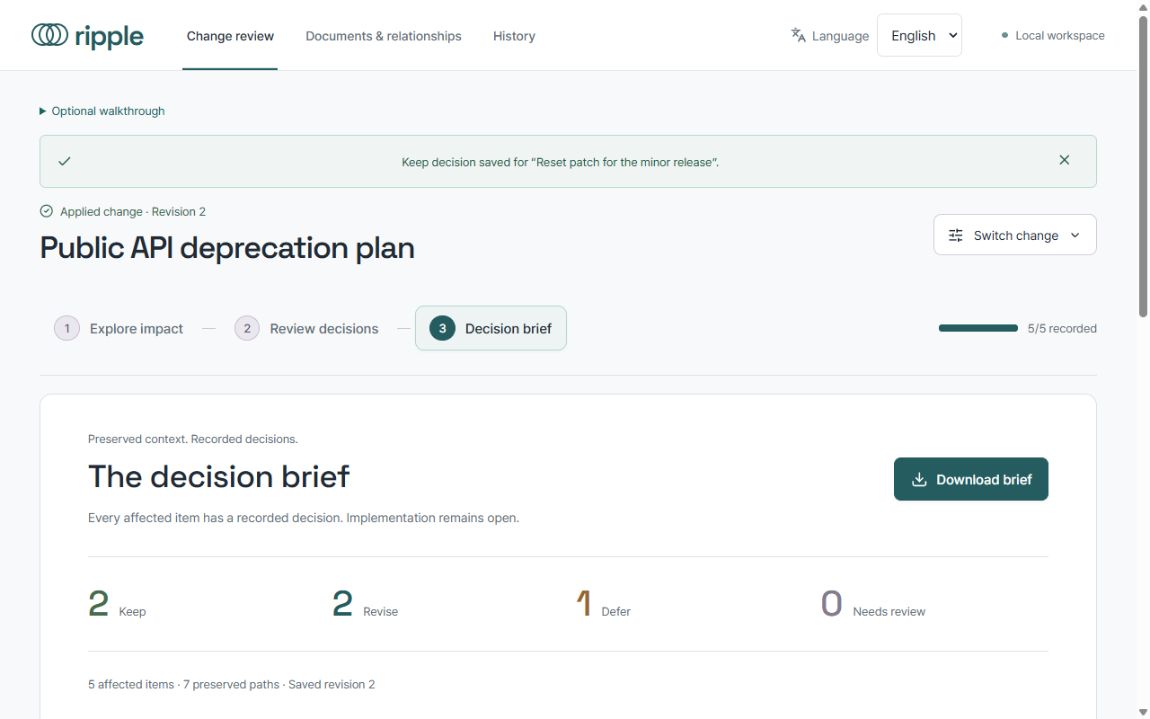 ripple
Change review
Documents & relationships
History
Language
English
Local workspace
Optional walkthrough
Keep decision saved for “Reset patch for the minor release”.
Applied change · Revision 2
Public API deprecation plan
Switch change
1 Explore impact
2 Review decisions
3 Decision brief
5/5 recorded
Preserved context. Recorded decisions.
The decision brief
Download brief
Every affected item has a recorded decision. Implementation remains open.
2 Keep
2 Revise
1 Defer
0 Needs review
5 affected items · 7 preserved paths · Saved revision 2